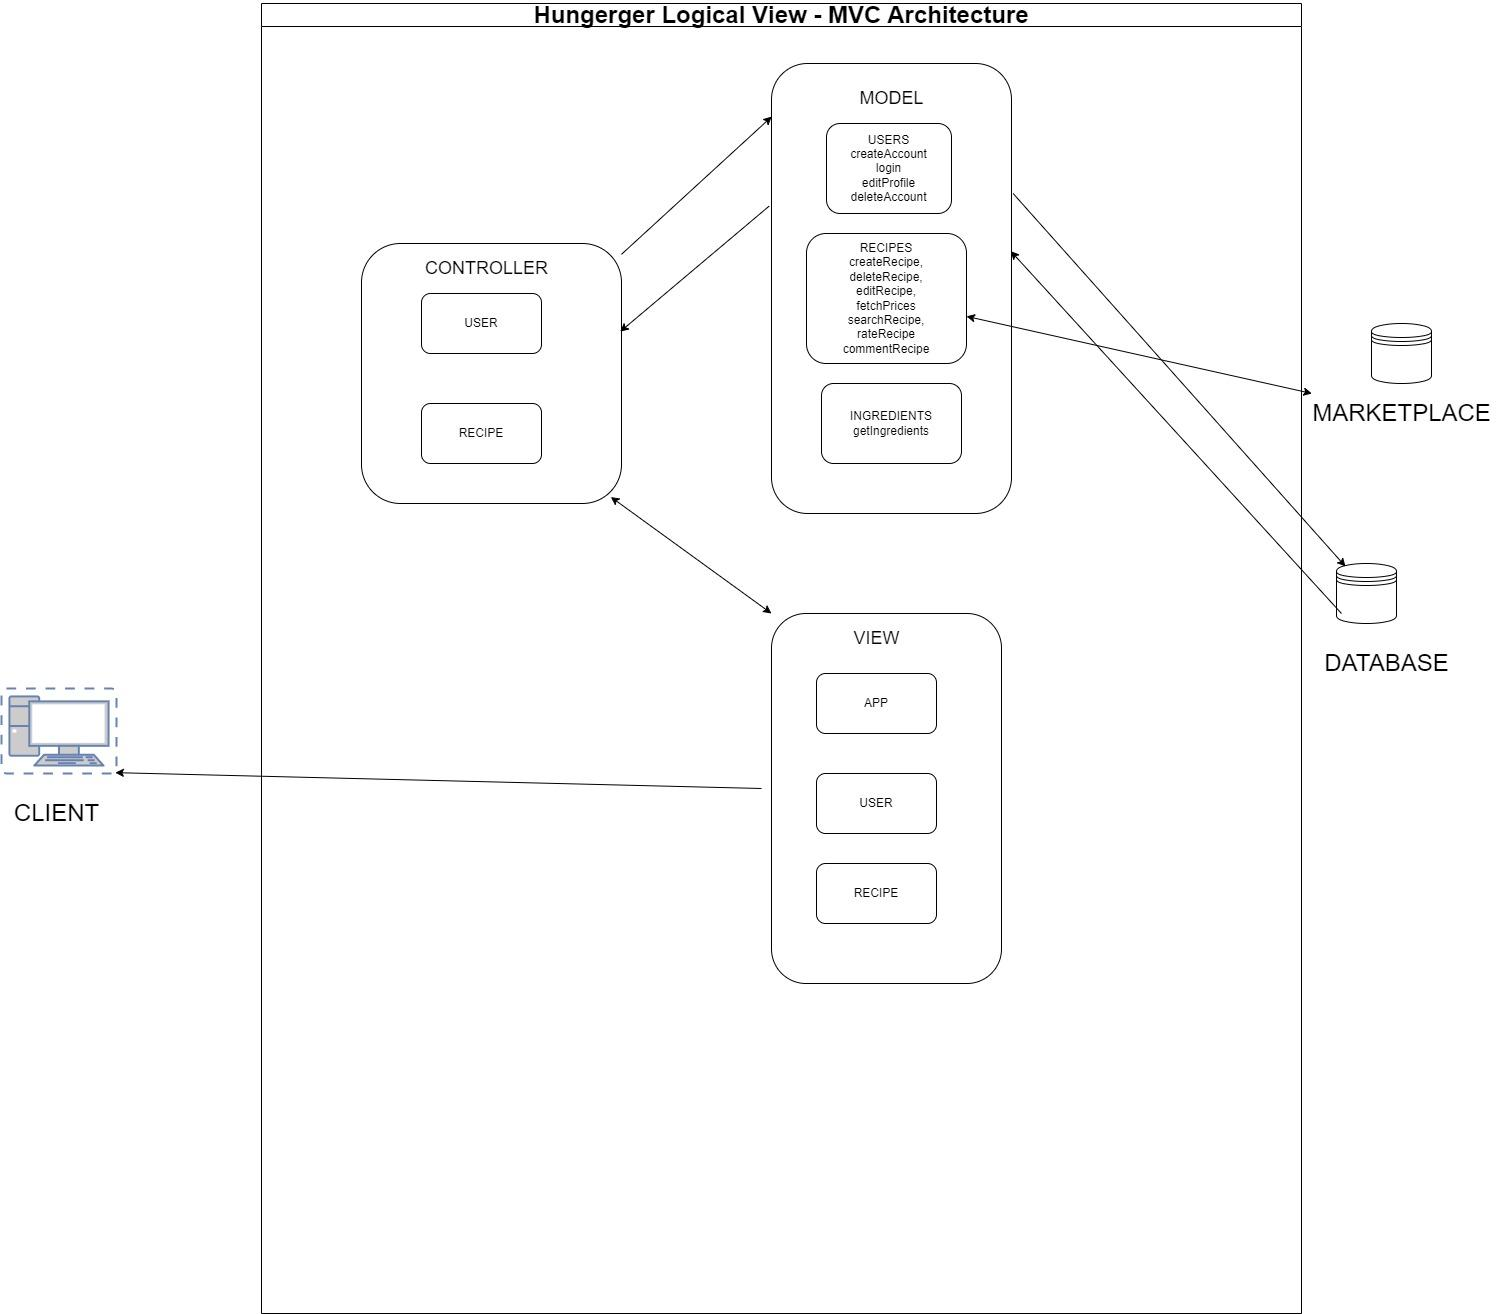 Hungerger Logical View - MVC Architecture
MODEL
USERS
createAccount
login
editProfile
deleteAccount
RECIPES
createRecipe,
deleteRecipe,
editRecipe,
fetchPrices
searchRecipe,
rateRecipe
commentRecipe
INGREDIENTS
getIngredients
CONTROLLER
USER
RECIPE
MARKETPLACE
DATABASE
VIEW
APP
USER
RECIPE
CLIENT